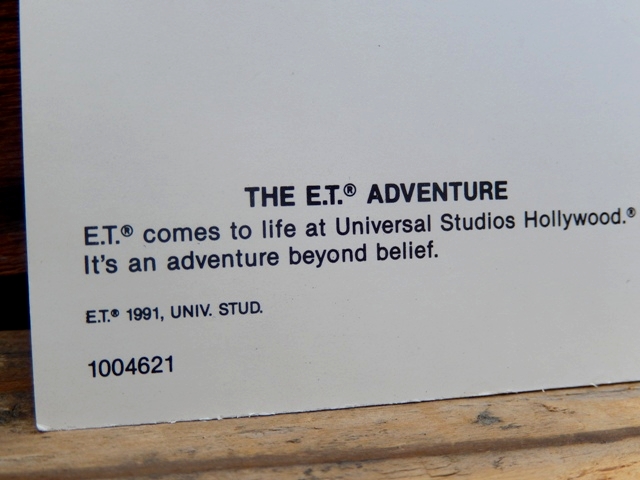 THE E.T.® ADVENTURE
E.T.® comes to life at Universal Studios Hollywood.®
It's an adventure beyond belief.
E.T.® 1991, UNIV. STUD.
1004621